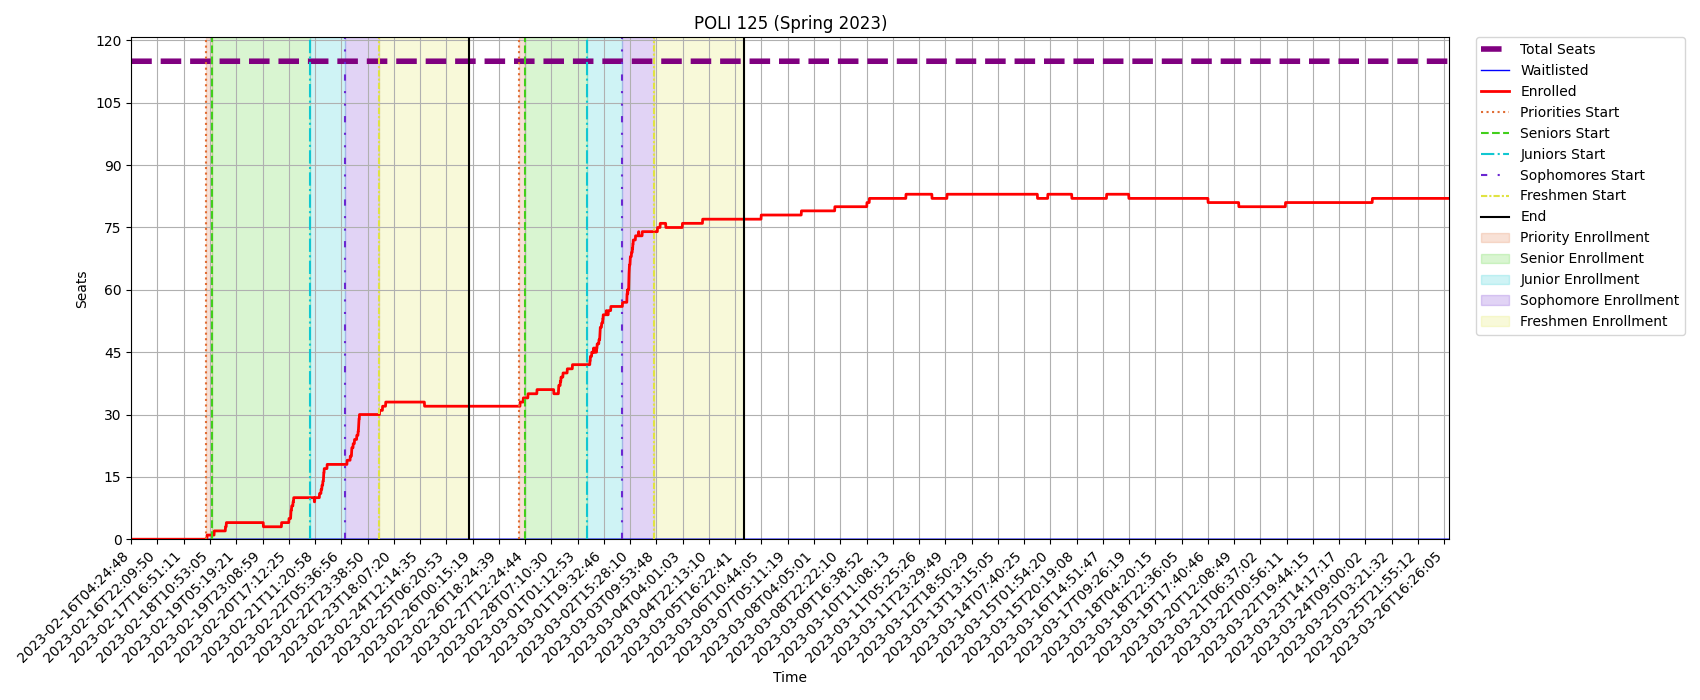 POLI 125 (Spring 2023)
120
105
90
75
60
45
30
15
0
Seats
2023-02-16T04:24:48
2023-02-16T22:09:50
2023-02-17T16:51:11
2023-02-18T10:53:05
2023-02-19T05:19:21
2023-02-19T23:08:59
2023-02-20T17:12:25
2023-02-21T11:20:58
2023-02-22T05:36:56
2023-02-22T23:38:50
2023-02-23T18:07:20
2023-02-24T12:14:35
2023-02-25T06:20:53
2023-02-26T00:15:19
2023-02-26T18:24:39
2023-02-27T12:24:44
2023-02-28T07:10:30
2023-03-01T01:12:53
2023-03-01T19:32:46
2023-03-02T15:28:10
2023-03-03T09:53:48
2023-03-04T04:01:03
2023-03-04T22:13:10
2023-03-05T16:22:41
2023-03-06T10:44:05
2023-03-07T05:11:19
2023-03-08T04:05:01
2023-03-08T22:22:10
2023-03-09T16:38:52
2023-03-10T11:08:13
2023-03-11T05:25:26
2023-03-11T23:29:49
2023-03-12T18:50:29
2023-03-13T13:15:05
2023-03-14T07:40:25
2023-03-15T01:54:20
2023-03-15T20:19:08
2023-03-16T14:51:47
2023-03-17T09:26:19
2023-03-18T04:20:15
2023-03-18T22:36:05
2023-03-19T17:40:46
2023-03-20T12:08:49
2023-03-21T06:37:02
2023-03-22T00:56:11
2023-03-22T19:44:15
2023-03-23T14:17:17
2023-03-24T09:00:02
2023-03-25T03:21:32
2023-03-25T21:55:12
2023-03-26T16:26:05
Time
Total Seats
Waitlisted
Enrolled
Priorities Start
Seniors Start
Juniors Start
Sophomores Start
Freshmen Start
End
Priority Enrollment
Senior Enrollment
Junior Enrollment
Sophomore Enrollment
Freshmen Enrollment